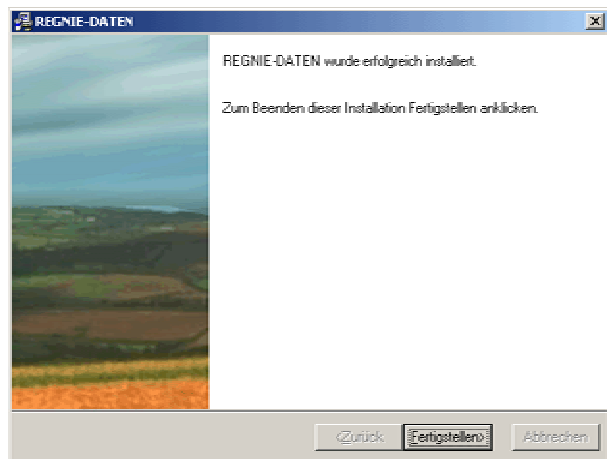 REGNIE-DATEN
REGNIE-DATEN wurde erfolgreich installiert.
Zum Beenden dieser Installation Fertigstellen anklicken.
<Zurück
Fertigstellen>
Abbrechen